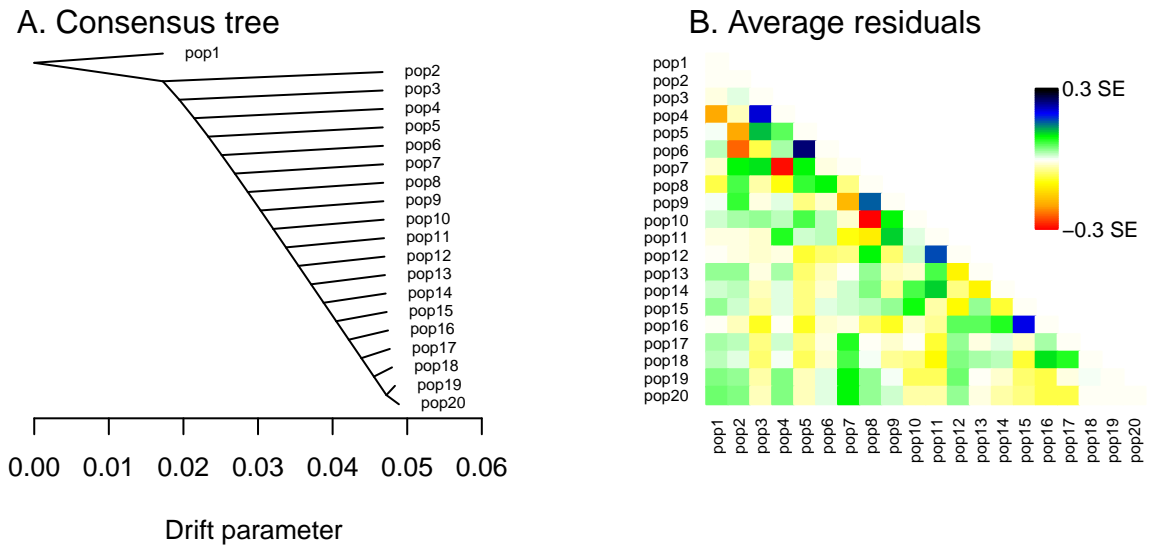 A. Consensus tree
pop1
pop2
pop3
pop4
pop5
pop6
pop7
pop8
pop9
pop10
pop11
pop12
pop13
pop14
pop15
pop16
pop17
pop18
pop19
pop20
0.00 0.01 0.02 0.03 0.04 0.05 0.06
Drift parameter
B. Average residuals
pop1
pop2
pop3
pop4
pop5
pop6
pop7
pop8
pop9
pop10
pop11
pop12
pop13
pop14
pop15
pop16
pop17
pop18
pop19
pop20
0.3 SE
−0.3 SE
pop1
pop2
pop3
pop4
pop5
pop6
pop7
pop8
pop9
pop10
pop11
pop12
pop13
pop14
pop15
pop16
pop17
pop18
pop19
pop20